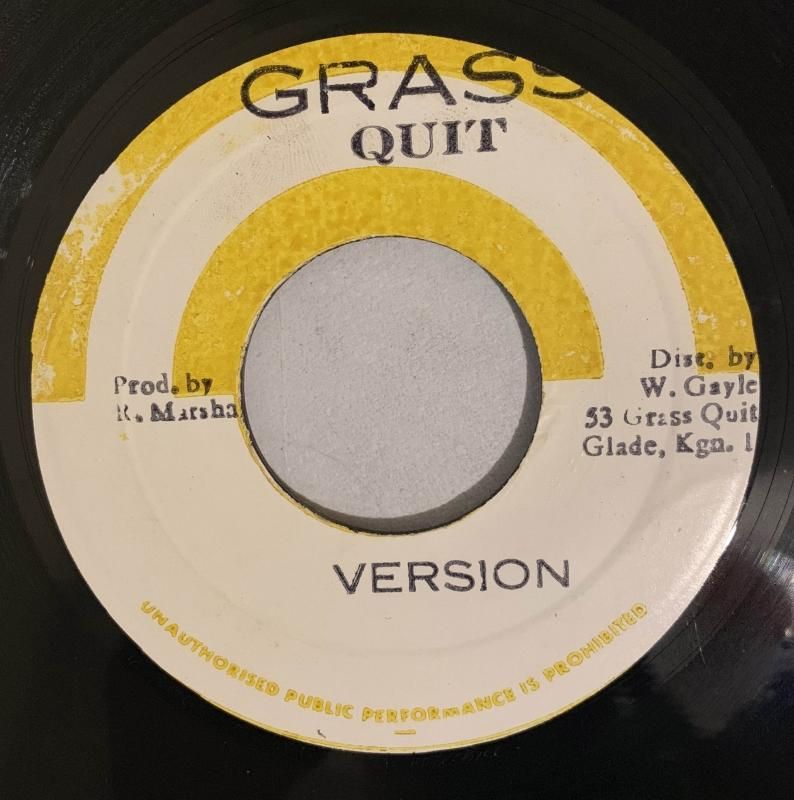 GRASS
QUIT
Prod. by
R. Marsha
Dist. by
W. Gayle
53 Grass Quit
Glade, Kgn. 1
VERSION
UNAUTHORISED PUBLIC PERFORMANCE IS PROHIBITED